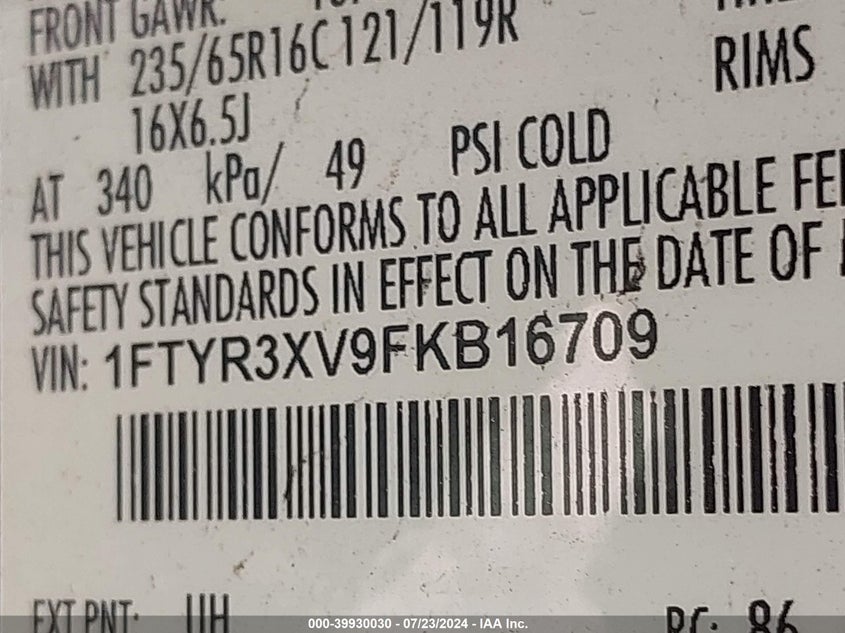 FRONT GAWR:
WITH 235/65R16C 121/119R RIMS
16X6.5J
AT 340 kPa/ 49 PSI COLD
THIS VEHICLE CONFORMS TO ALL APPLICABLE
SAFETY STANDARDS IN EFFECT ON THE DATE OF
VIN: 1FTYR3XV9FKB16709
EXT PNT: UH RC: 86
000-39930030 - 07/23/2024 - IAA Inc.